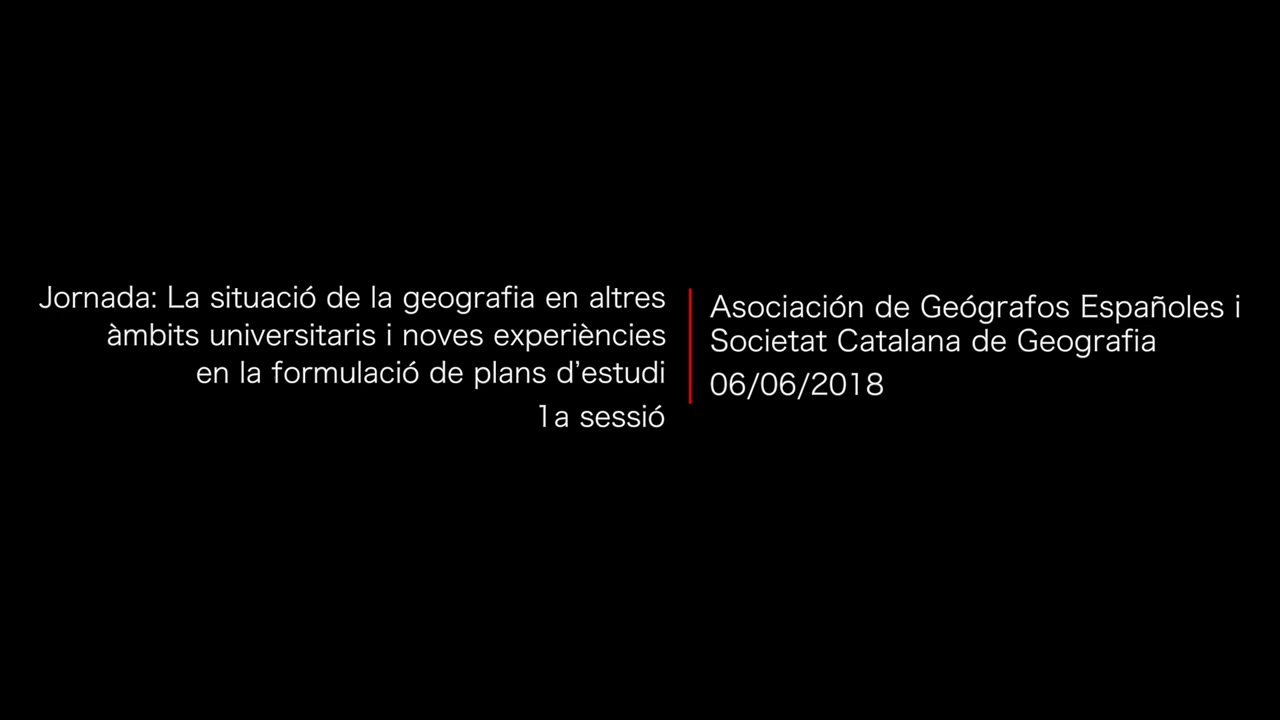 Jornada: La situació de la geografia en altres
àmbits universitaris i noves experiències
en la formulació de plans d’estudi
1a sessió
Asociación de Geógrafos Españoles i
Societat Catalana de Geografia
06/06/2018